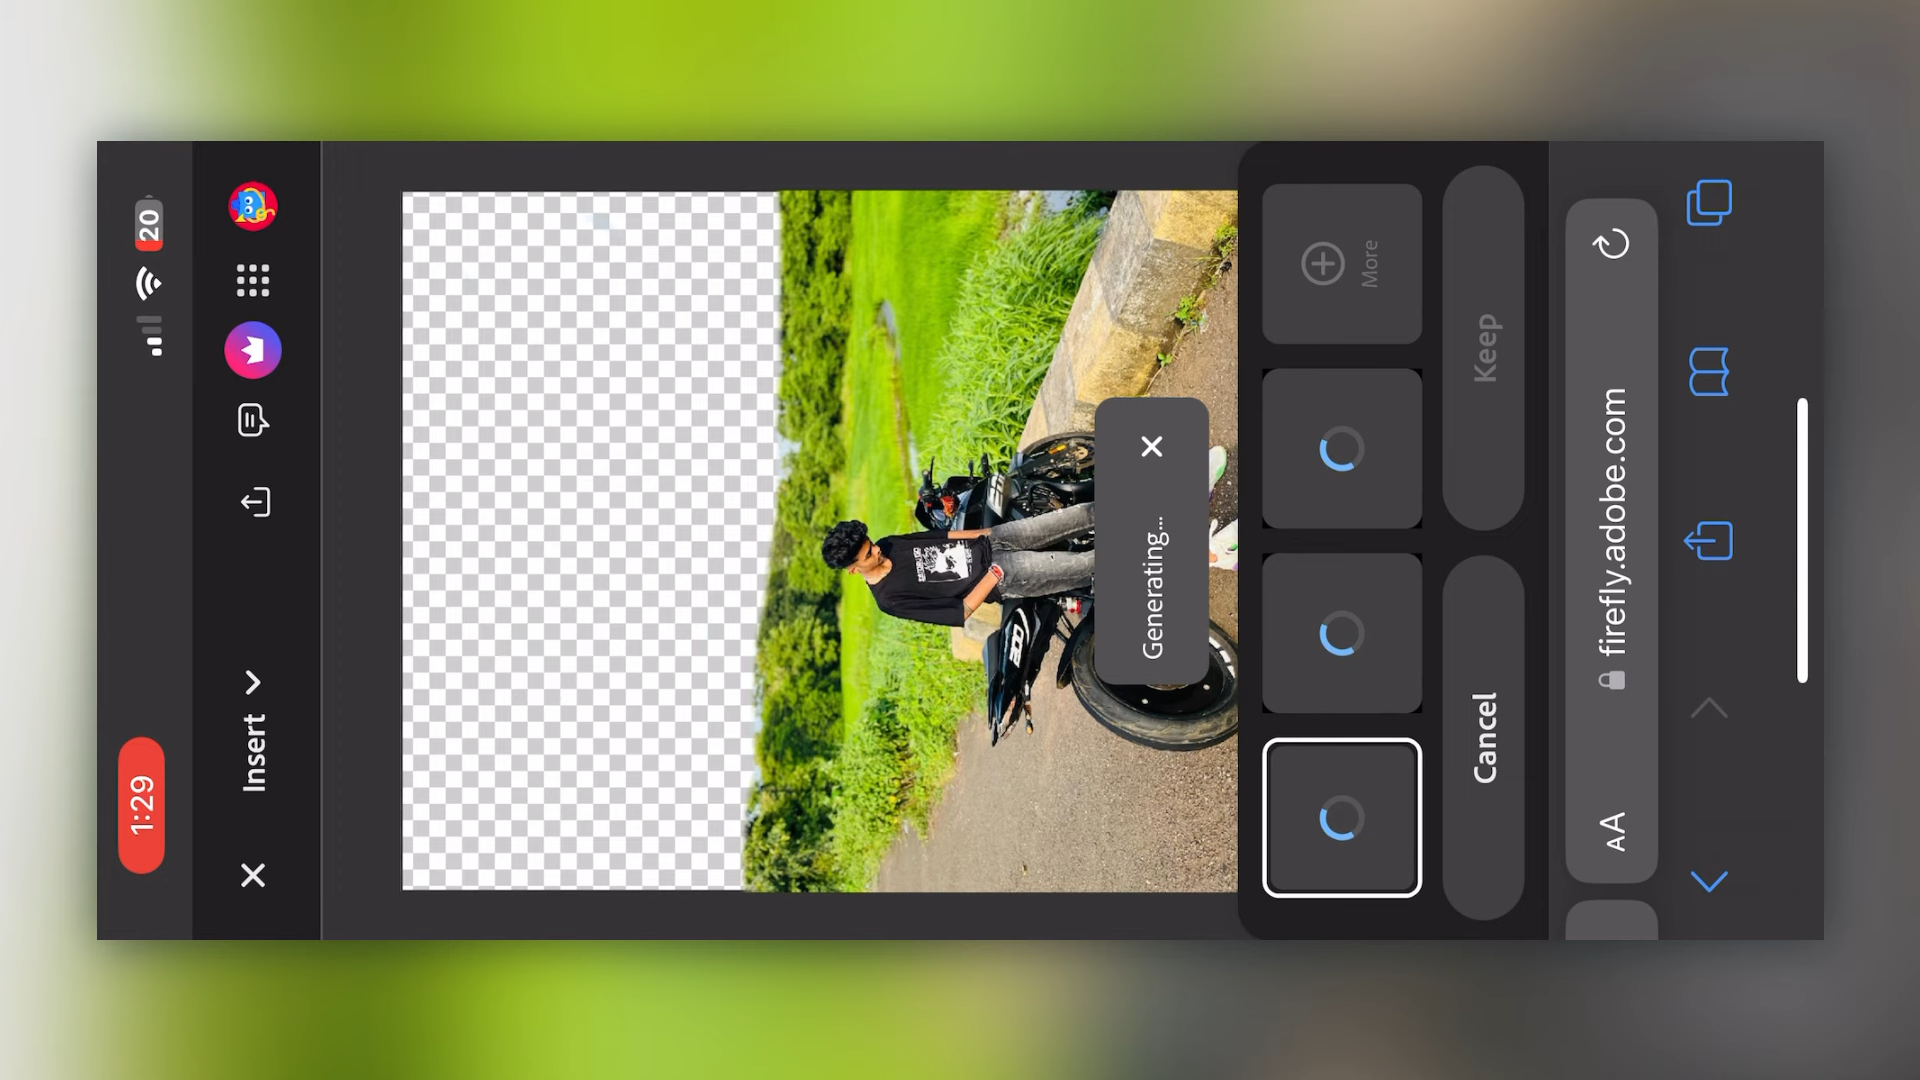 1:29
20
Insert
Generating...
More
Cancel
Keep
AA
firefly.adobe.com